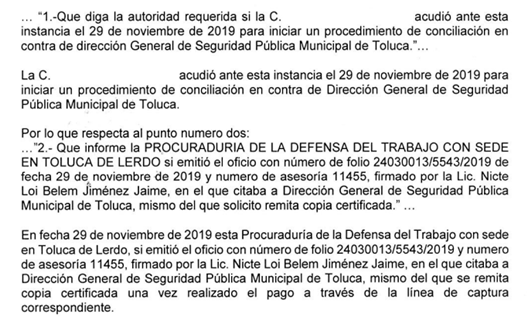 ... "1.-Que diga la autoridad requerida si la C. acudió ante esta
instancia el 29 de noviembre de 2019 para iniciar un procedimiento de conciliación en
contra de dirección General de Seguridad Pública Municipal de Toluca."...
La C. acudió ante esta instancia el 29 de noviembre de 2019 para
iniciar un procedimiento de conciliación en contra de Dirección General de Seguridad
Pública Municipal de Toluca.
Por lo que respecta al punto numero dos:
..."2.- Que informe la PROCURADURIA DE LA DEFENSA DEL TRABAJO CON SEDE
EN TOLUCA DE LERDO si emitió el oficio con número de folio 24030013/5543/2019 de
fecha 29 de noviembre de 2019 y numero de asesoría 11455, firmado por la Lic. Nicte
Loi Belem Jiménez Jaime, en el que citaba a Dirección General de Seguridad Pública
Municipal de Toluca, mismo del que solicito remita copia certificada." ...
En fecha 29 de noviembre de 2019 esta Procuraduría de la Defensa del Trabajo con sede
en Toluca de Lerdo, si emitió el oficio con número de folio 24030013/5543/2019 y numero
de asesoría 11455, firmado por la Lic. Nicte Loi Belem Jiménez Jaime, en el que citaba a
Dirección General de Seguridad Pública Municipal de Toluca, mismo del que se remita
copia certificada una vez realizado el pago a través de la línea de captura
correspondiente.